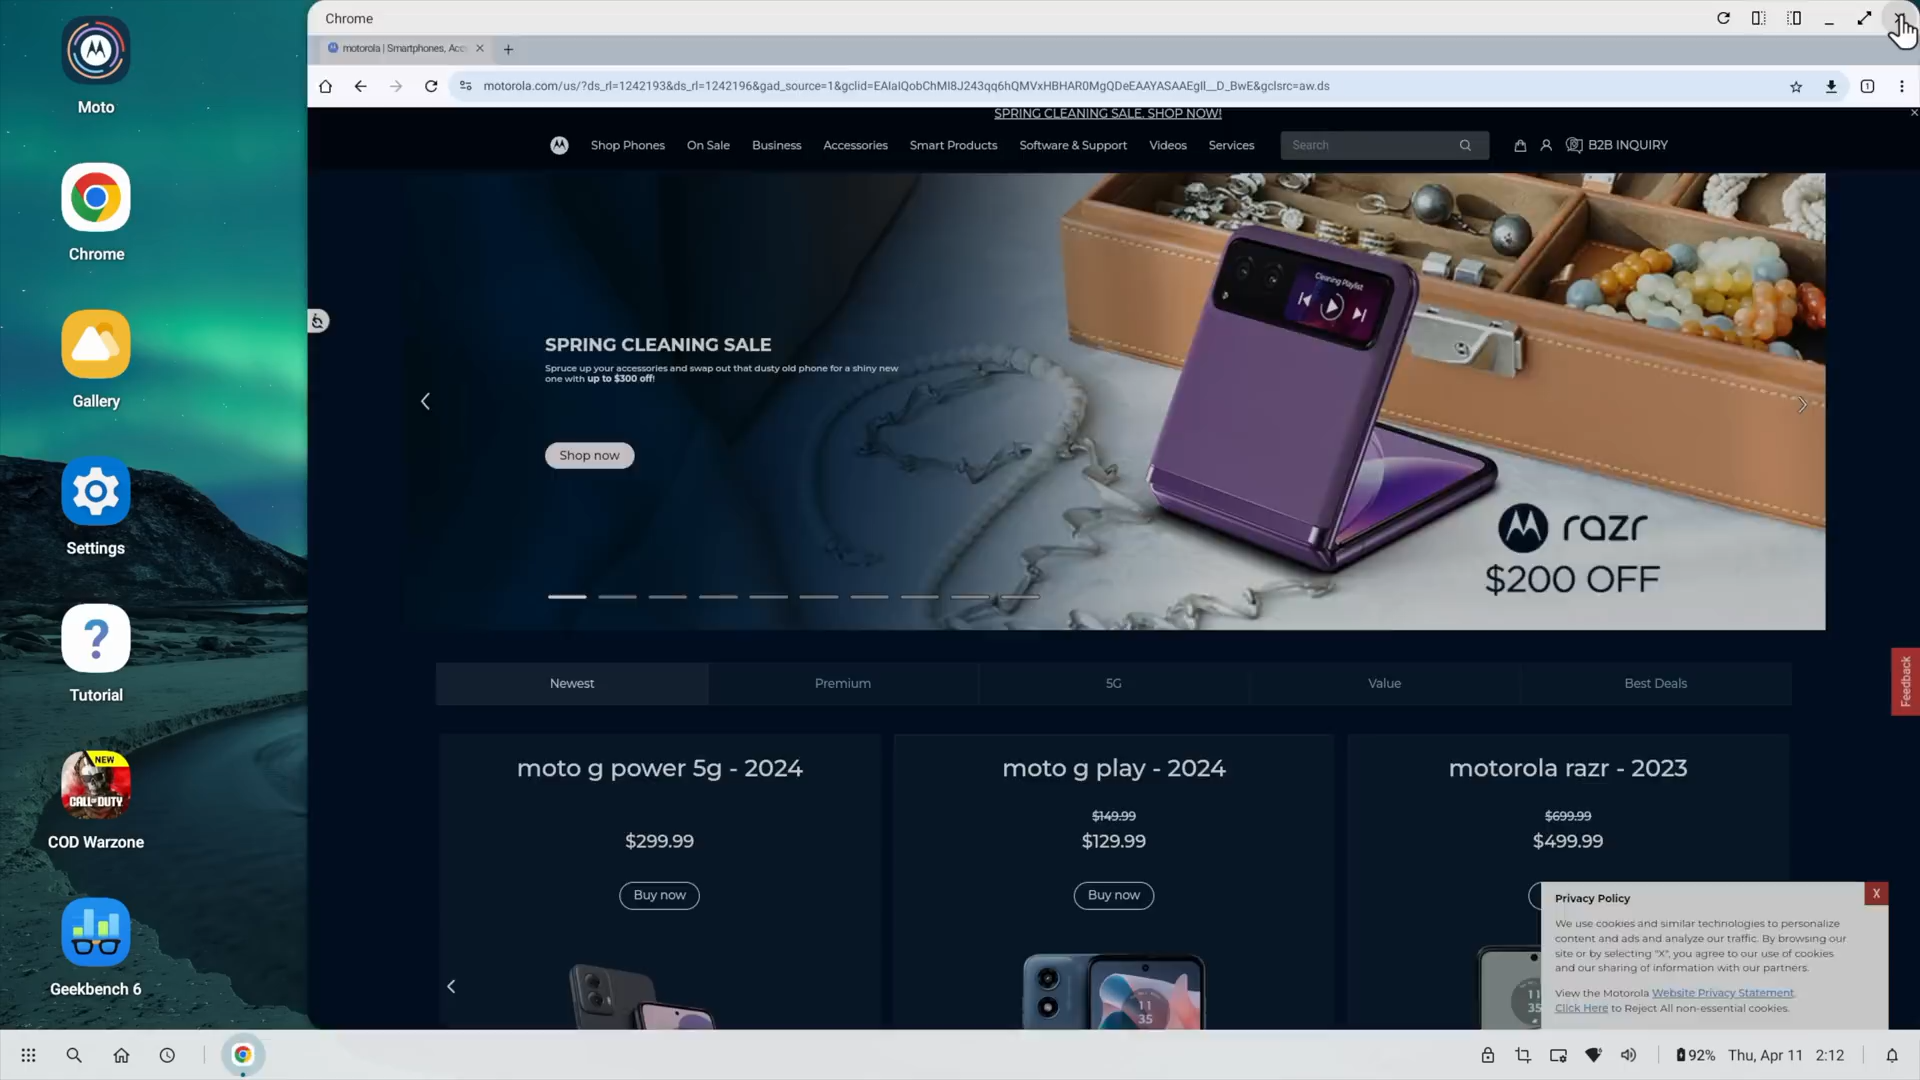 Chrome
motorola | Smartphones, Acc
motorola.com/us/?ds_rl=1242193&ds_rl=1242196&gad_source=1&gclid=EAIaIQobChMI8J243qq6hQMVxHBHAR0MgQDeEAAYASAAEgIl__D_BwE&gclsrc=aw.ds
1
SPRING CLEANING SALE. SHOP NOW!
Shop Phones On Sale Business Accessories Smart Products Software & Support Videos Services Search B2B INQUIRY
Moto
Chrome
Gallery
Settings
Tutorial
NEW
CALL OF DUTY
COD Warzone
Geekbench 6
Cleaning Playlist
SPRING CLEANING SALE
Spruce up your accessories and swap out that dusty old phone for a shiny new
one with up to $300 off!
Shop now
razr
$200 OFF
Feedback
Newest Premium 5G Value Best Deals
moto g power 5g - 2024
$299.99
Buy now
moto g play - 2024
$149.99
$129.99
Buy now
11
35
motorola razr - 2023
$699.99
$499.99
11
35
Privacy Policy
X
We use cookies and similar technologies to personalize
content and ads and analyze our traffic. By browsing our
site or by selecting "X", you agree to our use of cookies
and our sharing of information with our partners.
View the Motorola Website Privacy Statement.
Click Here to Reject All non-essential cookies.
92% Thu, Apr 11 2:12